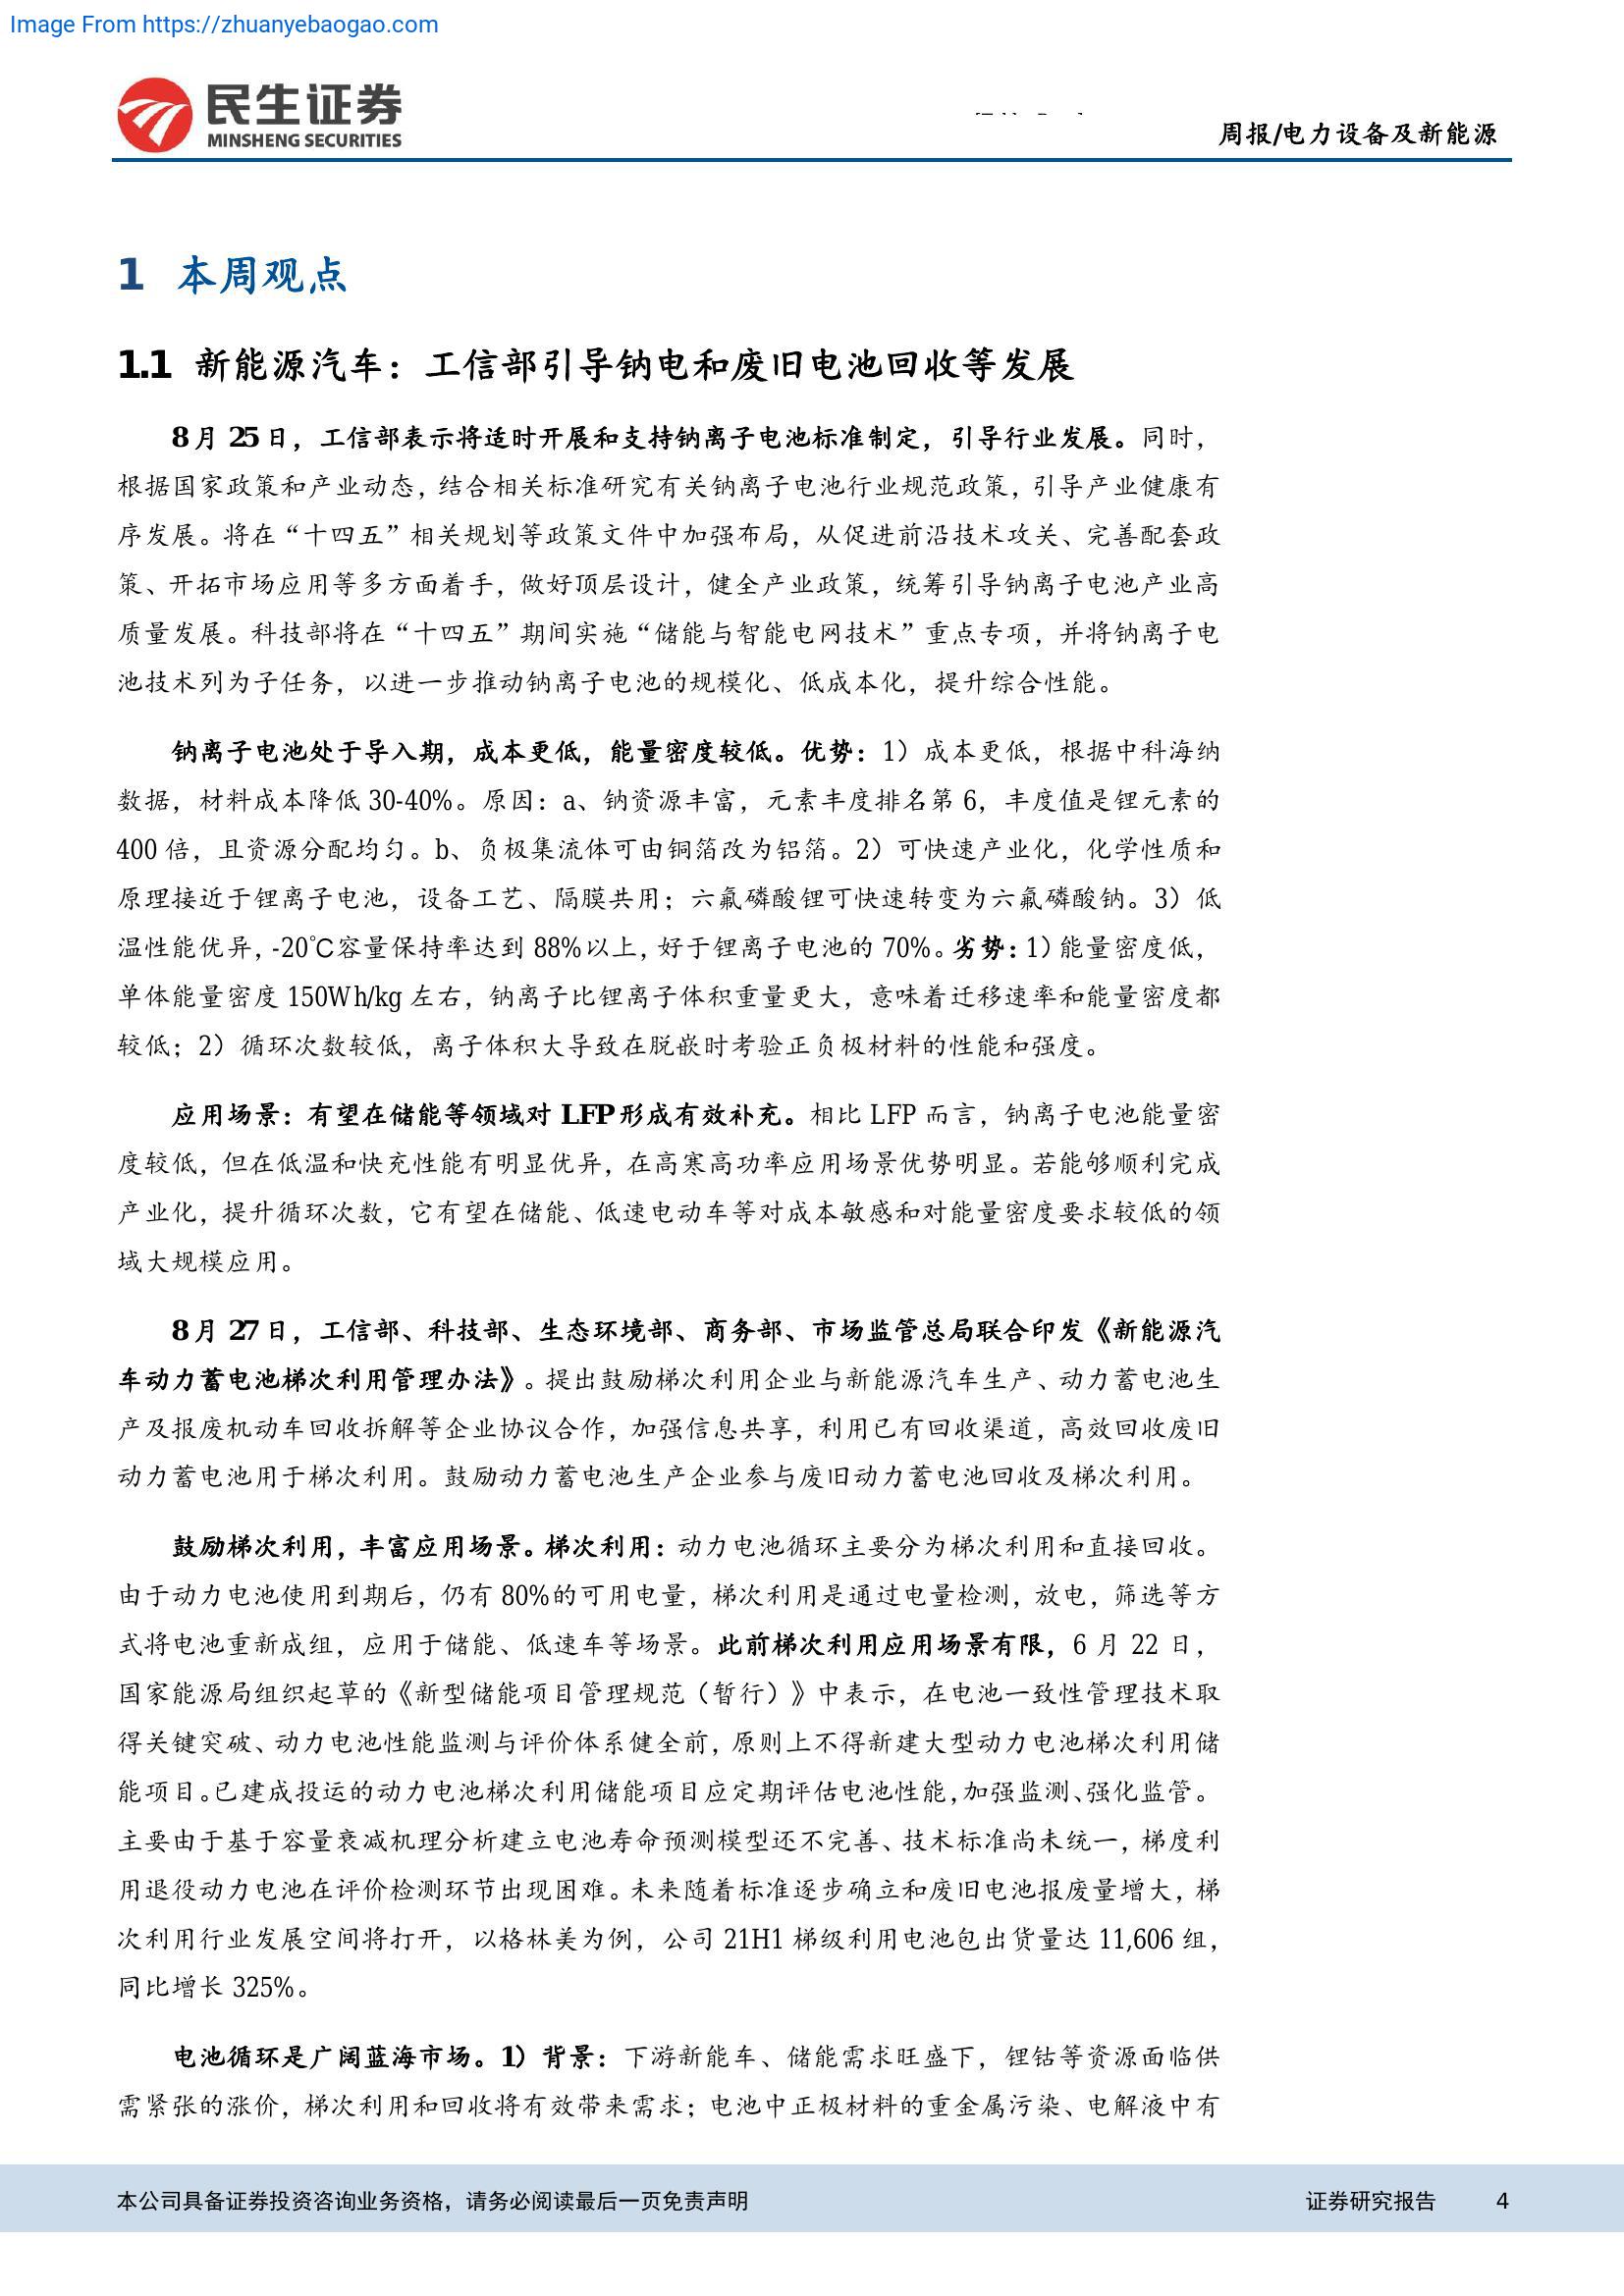 Image From https://zhuanyebaogao.com
民生证券
MINSHENG SECURITIES
周报/电力设备及新能源
1 本周观点
1.1 新能源汽车：工信部引导钠电和废旧电池回收等发展
8 月 25 日，工信部表示将适时开展和支持钠离子电池标准制定，引导行业发展。同时，
根据国家政策和产业动态，结合相关标准研究有关钠离子电池行业规范政策，引导产业健康有
序发展。将在“十四五”相关规划等政策文件中加强布局，从促进前沿技术攻关、完善配套政
策、开拓市场应用等多方面着手，做好顶层设计，健全产业政策，统筹引导钠离子电池产业高
质量发展。科技部将在“十四五”期间实施“储能与智能电网技术”重点专项，并将钠离子电
池技术列为子任务，以进一步推动钠离子电池的规模化、低成本化，提升综合性能。
钠离子电池处于导入期，成本更低，能量密度较低。优势：1）成本更低，根据中科海纳
数据，材料成本降低 30-40%。原因：a、钠资源丰富，元素丰度排名第 6，丰度值是锂元素的
400 倍，且资源分配均匀。b、负极集流体可由铜箔改为铝箔。2）可快速产业化，化学性质和
原理接近于锂离子电池，设备工艺、隔膜共用；六氟磷酸锂可快速转变为六氟磷酸钠。3）低
温性能优异，-20℃容量保持率达到 88%以上，好于锂离子电池的 70%。劣势：1）能量密度低，
单体能量密度 150Wh/kg 左右，钠离子比锂离子体积重量更大，意味着迁移速率和能量密度都
较低；2）循环次数较低，离子体积大导致在脱嵌时考验正负极材料的性能和强度。
应用场景：有望在储能等领域对 LFP 形成有效补充。相比 LFP 而言，钠离子电池能量密
度较低，但在低温和快充性能有明显优异，在高寒高功率应用场景优势明显。若能够顺利完成
产业化，提升循环次数，它有望在储能、低速电动车等对成本敏感和对能量密度要求较低的领
域大规模应用。
8 月 27 日，工信部、科技部、生态环境部、商务部、市场监管总局联合印发《新能源汽
车动力蓄电池梯次利用管理办法》。提出鼓励梯次利用企业与新能源汽车生产、动力蓄电池生
产及报废机动车回收拆解等企业协议合作，加强信息共享，利用已有回收渠道，高效回收废旧
动力蓄电池用于梯次利用。鼓励动力蓄电池生产企业参与废旧动力蓄电池回收及梯次利用。
鼓励梯次利用，丰富应用场景。梯次利用：动力电池循环主要分为梯次利用和直接回收。
由于动力电池使用到期后，仍有 80%的可用电量，梯次利用是通过电量检测，放电，筛选等方
式将电池重新成组，应用于储能、低速车等场景。此前梯次利用应用场景有限，6 月 22 日，
国家能源局组织起草的《新型储能项目管理规范（暂行）》中表示，在电池一致性管理技术取
得关键突破、动力电池性能监测与评价体系健全前，原则上不得新建大型动力电池梯次利用储
能项目。已建成投运的动力电池梯次利用储能项目应定期评估电池性能，加强监测、强化监管。
主要由于基于容量衰减机理分析建立电池寿命预测模型还不完善、技术标准尚未统一，梯度利
用退役动力电池在评价检测环节出现困难。未来随着标准逐步确立和废旧电池报废量增大，梯
次利用行业发展空间将打开，以格林美为例，公司 21H1 梯级利用电池包出货量达 11,606 组，
同比增长 325%。
电池循环是广阔蓝海市场。1）背景：下游新能车、储能需求旺盛下，锂钴等资源面临供
需紧张的涨价，梯次利用和回收将有效带来需求；电池中正极材料的重金属污染、电解液中有
本公司具备证券投资咨询业务资格，请务必阅读最后一页免责声明
证券研究报告 4